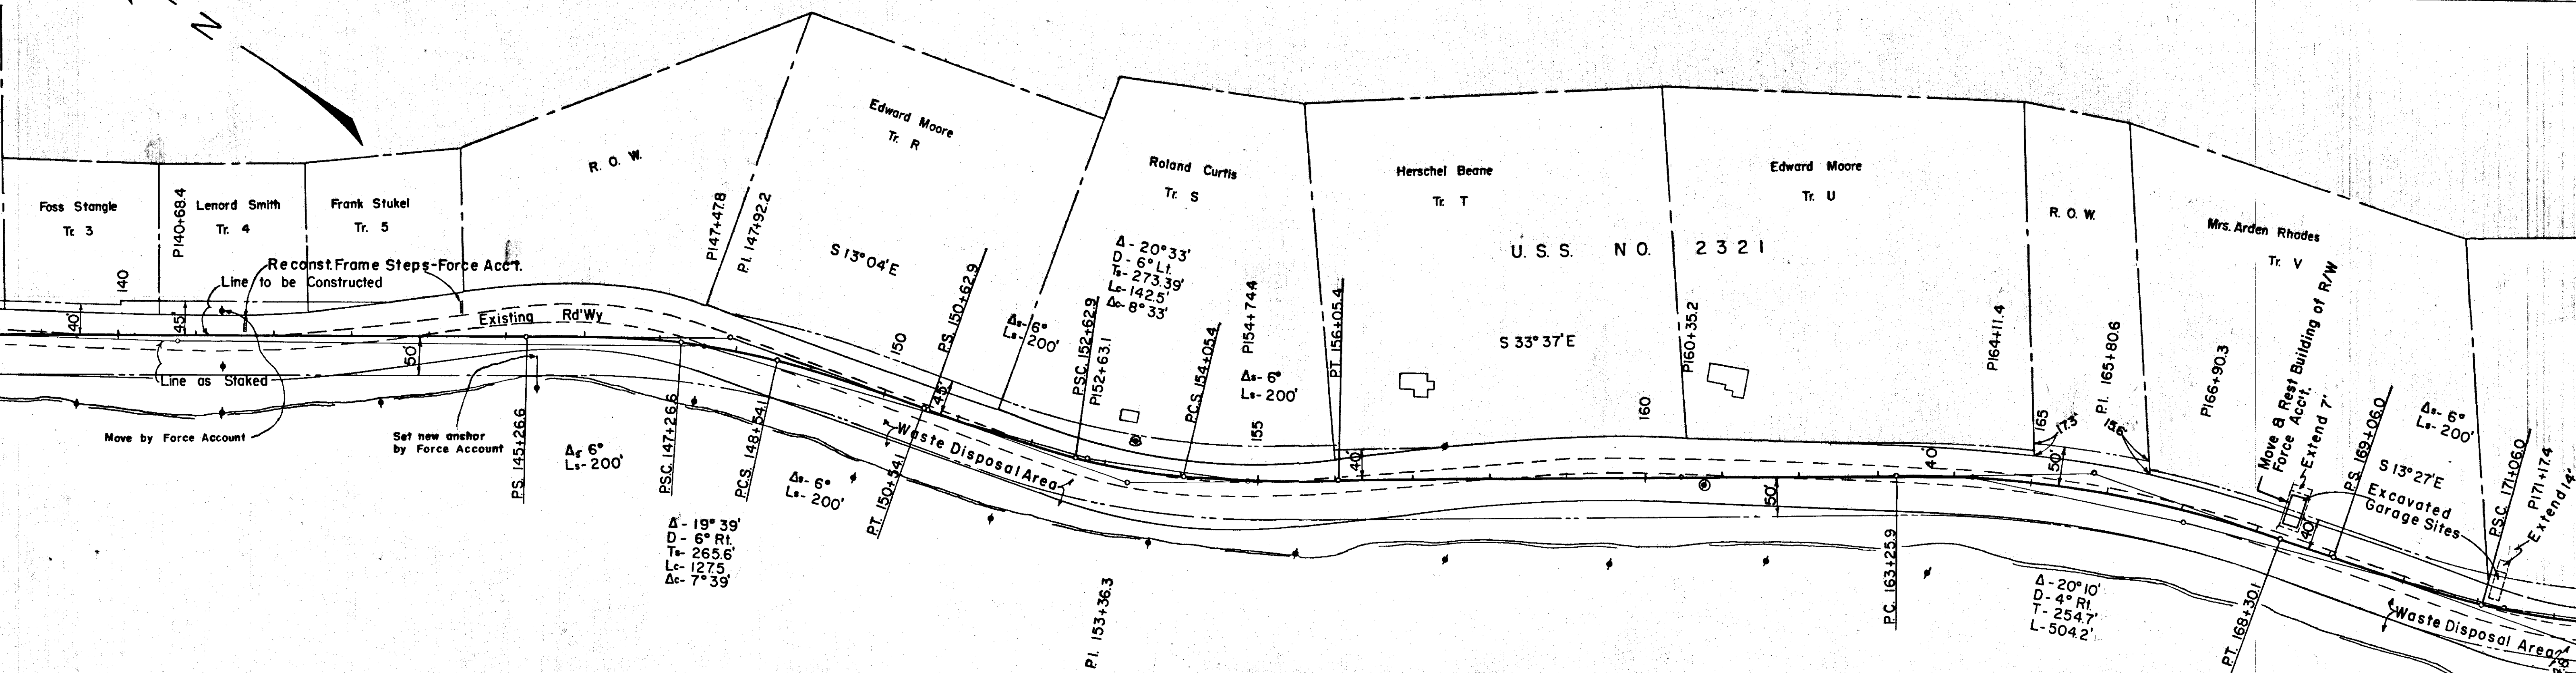 N
Foss Stangle
Tr. 3
P140+68.4
140
Lenord Smith
Tr. 4
Frank Stukel
Tr. 5
R. O. W.
P147+47.8
P.I. 147+92.2
Edward Moore
Tr. R
S 13°04'E
Reconst. Frame Steps-Force Acc't.
Line to be Constructed
40'
45'
Existing Rd'Wy
50'
Line as Staked
Move by Force Account
Set new anchor
by Force Account
P.S. 145+26.6
Δs- 6°
Ls- 200'
P.S.C. 147+26.6
P.C.S. 148+54.1
Δ - 19° 39'
D - 6° Rt.
Ts- 265.6'
Lc- 127.5
Δc- 7°39'
Δs- 6°
Ls- 200'
P.T. 150+54.1
150
P.S. 150+62.9
45'
Waste Disposal Area
Δs- 6°
Ls- 200'
Roland Curtis
Tr. S
Δ - 20°33'
D - 6° Lt.
Ts- 273.39'
Lc- 142.5'
Δc- 8° 33'
P.S.C. 152+62.9
P152+63.1
P.C.S. 154+05.4
P154+74.4
Δs- 6°
Ls- 200'
155
P.I. 153+36.3
P.T. 156+05.4
40'
Herschel Beane
Tr. T
U. S. S. NO. 2321
S 33°37'E
160
P160+35.2
Edward Moore
Tr. U
50'
P.C. 163+25.9
40'
P164+11.4
165
R. O. W.
17.3'
15.6'
50'
P.I. 165+80.6
Mrs. Arden Rhodes
Tr. V
P166+90.3
Move & Rest Building of R/W
Force Acc't.
Extend 7'
40'
P.S. 169+06.0
Δs- 6°
Ls- 200'
S 13°27'E
Excavated
Garage Sites
P.S.C. 171+06.0
P171+17.4
Extend 14'
Δ - 20°10'
D - 4° Rt.
T - 254.7'
L - 504.2'
P.T. 168+30.1
Waste Disposal Area